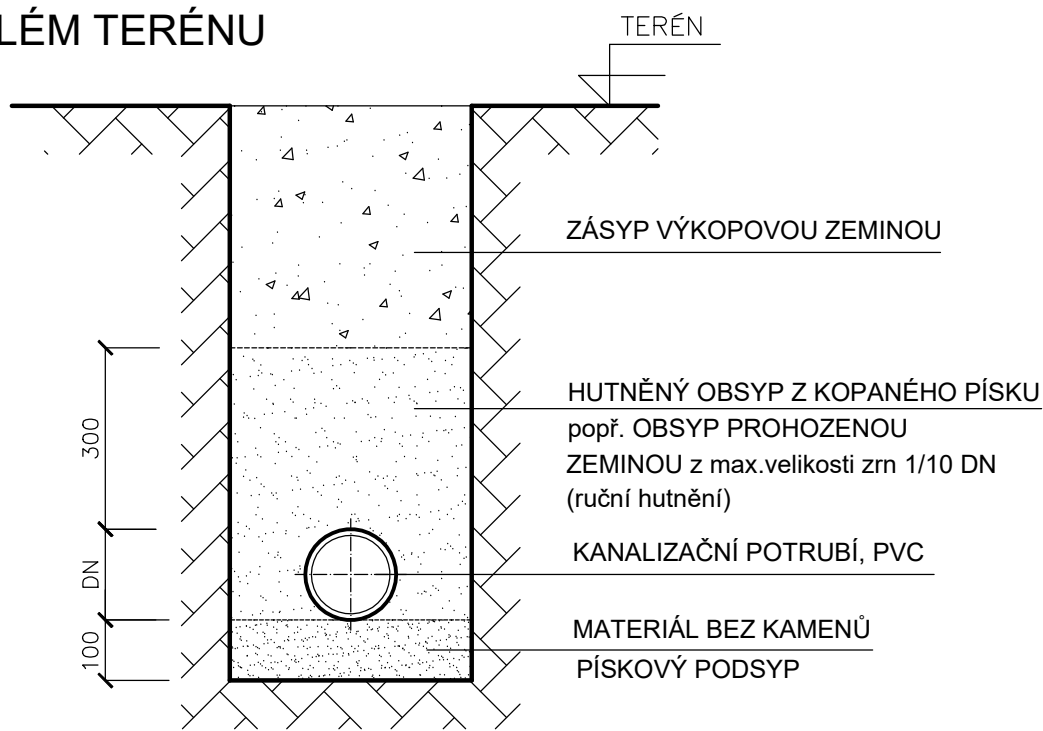 LÉM TERÉNU
TERÉN
ZÁSYP VÝKOPOVOU ZEMINOU
300
HUTNĚNÝ OBSYP Z KOPANÉHO PÍSKU
popř. OBSYP PROHOZENOU
ZEMINOU z max.velikosti zrn 1/10 DN
(ruční hutnění)
DN
KANALIZAČNÍ POTRUBÍ, PVC
100
MATERIÁL BEZ KAMENŮ
PÍSKOVÝ PODSYP